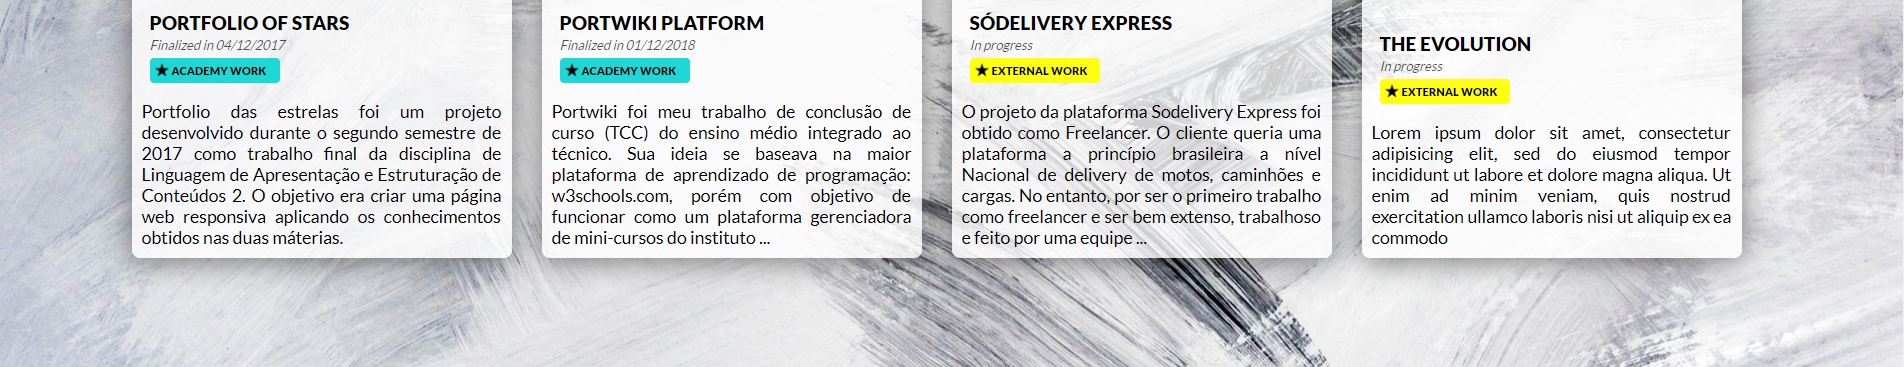 PORTFOLIO OF STARS
Finalized in 04/12/2017
★ ACADEMY WORK
Portfolio das estrelas foi um projeto
desenvolvido durante o segundo semestre de
2017 como trabalho final da disciplina de
Linguagem de Apresentação e Estruturação de
Conteúdos 2. O objetivo era criar uma página
web responsiva aplicando os conhecimentos
obtidos nas duas máterias.
PORTWIKI PLATFORM
Finalized in 01/12/2018
★ ACADEMY WORK
Portwiki foi meu trabalho de conclusão de
curso (TCC) do ensino médio integrado ao
técnico. Sua ideia se baseava na maior
plataforma de aprendizado de programação:
w3schools.com, porém com objetivo de
funcionar como um plataforma gerenciadora
de mini-cursos do instituto ...
SÓDELIVERY EXPRESS
In progress
★ EXTERNAL WORK
O projeto da plataforma Sodelivery Express foi
obtido como Freelancer. O cliente queria uma
plataforma a princípio brasileira a nível
Nacional de delivery de motos, caminhões e
cargas. No entanto, por ser o primeiro trabalho
como freelancer e ser bem extenso, trabalhoso
e feito por uma equipe ...
THE EVOLUTION
In progress
★ EXTERNAL WORK
Lorem ipsum dolor sit amet, consectetur
adipisicing elit, sed do eiusmod tempor
incididunt ut labore et dolore magna aliqua. Ut
enim ad minim veniam, quis nostrud
exercitation ullamco laboris nisi ut aliquip ex ea
commodo